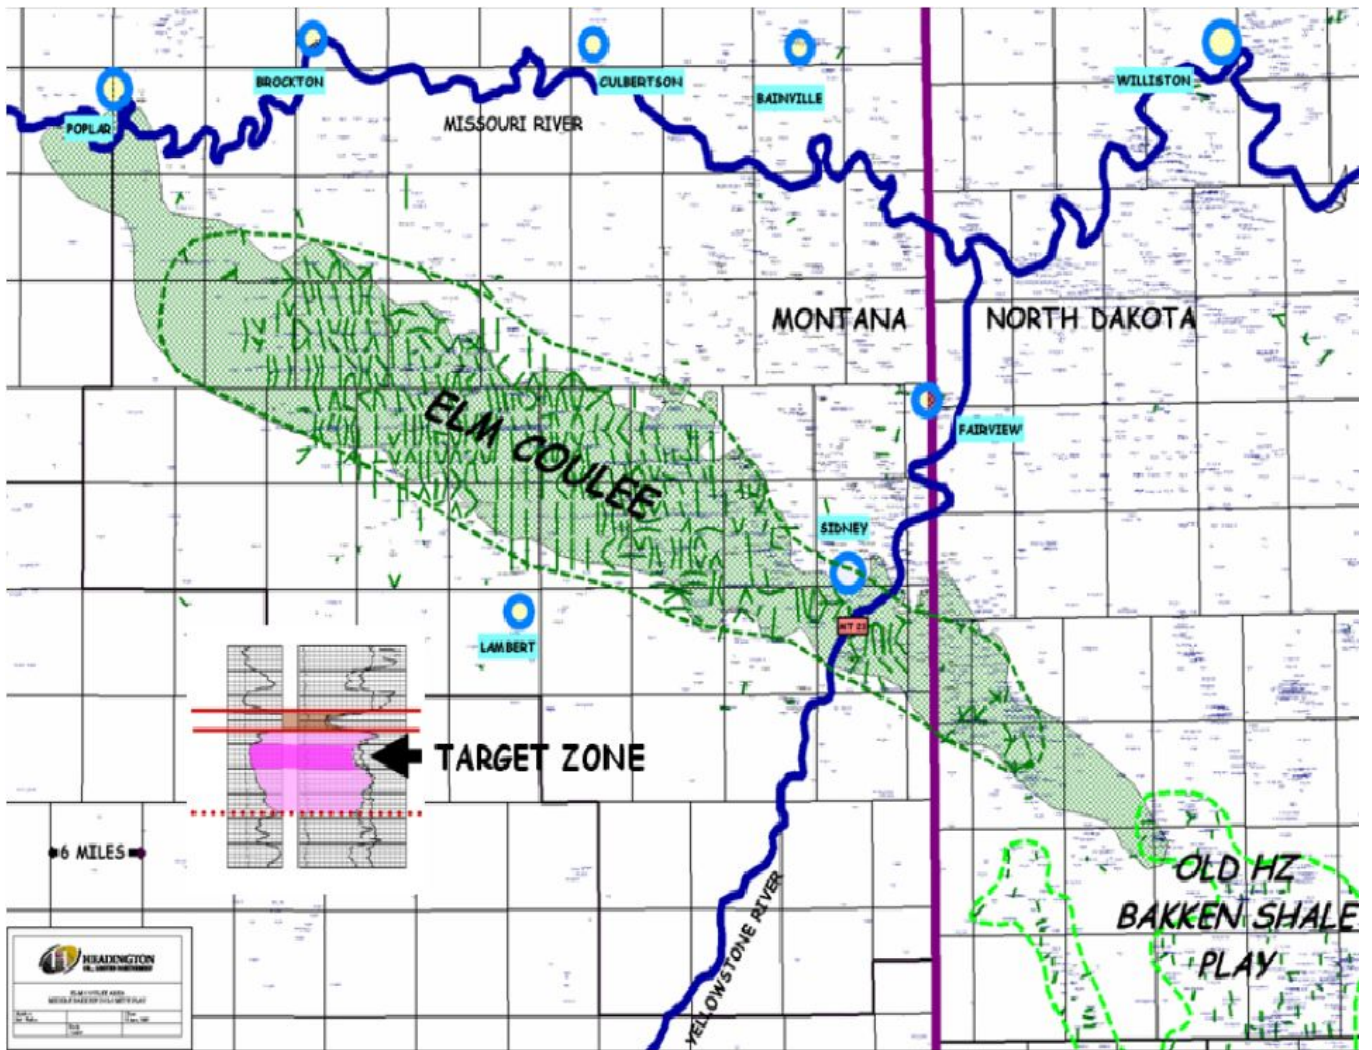 BROCKTON
CULBERTSON
BAINVILLE
WILLISTON
POPLAR
MISSOURI RIVER
MONTANA
NORTH DAKOTA
ELM COULEE
FAIRVIEW
SIDNEY
MT 23
LAMBERT
TARGET ZONE
6 MILES
YELLOWSTONE RIVER
OLD HZ
BAKKEN SHALE
PLAY
HEADINGTON